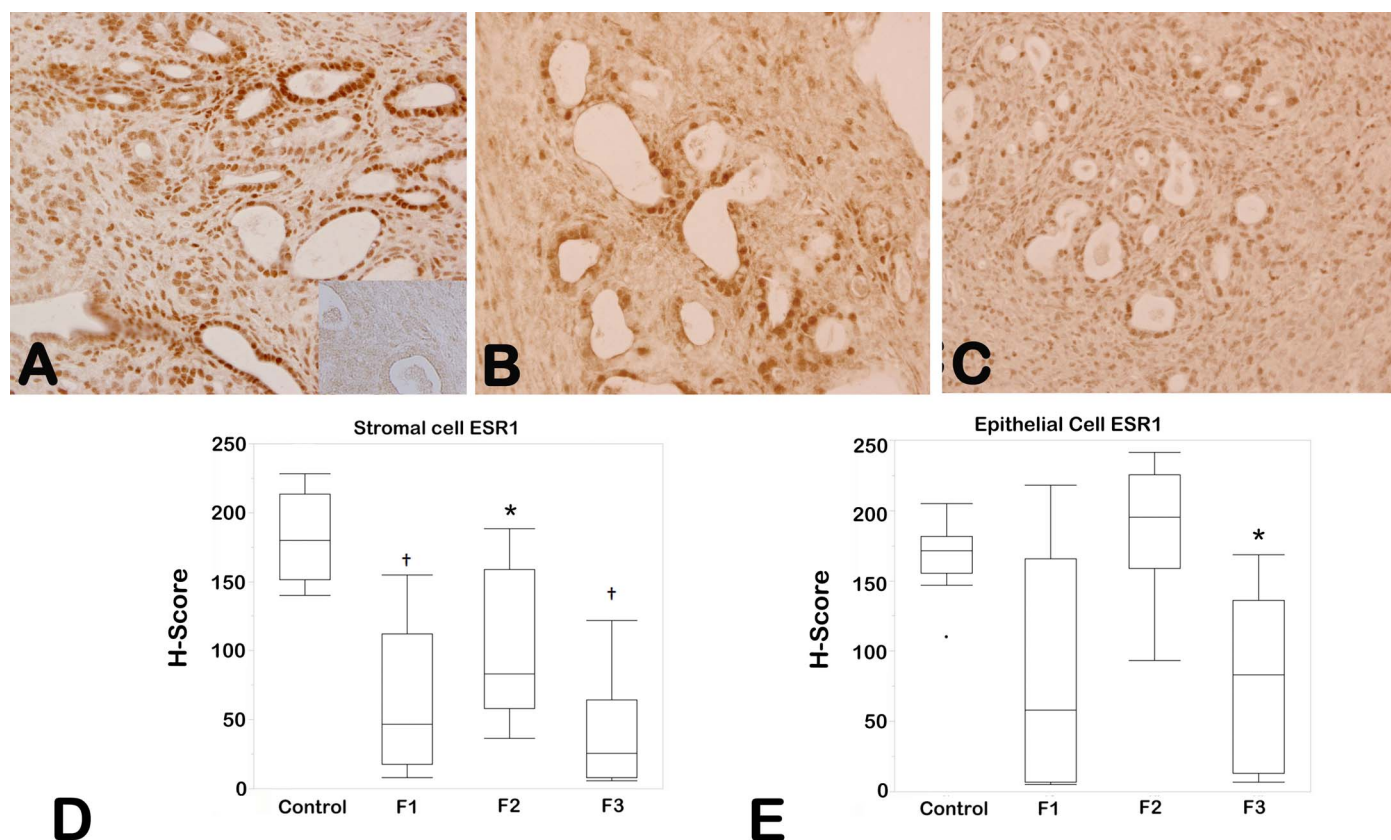 A
B
C
Stromal cell ESR1
250
200
150
100
50
0
H-Score
*
†
†
Control F1 F2 F3
D
Epithelial Cell ESR1
250
200
150
100
50
0
H-Score
*
Control F1 F2 F3
E